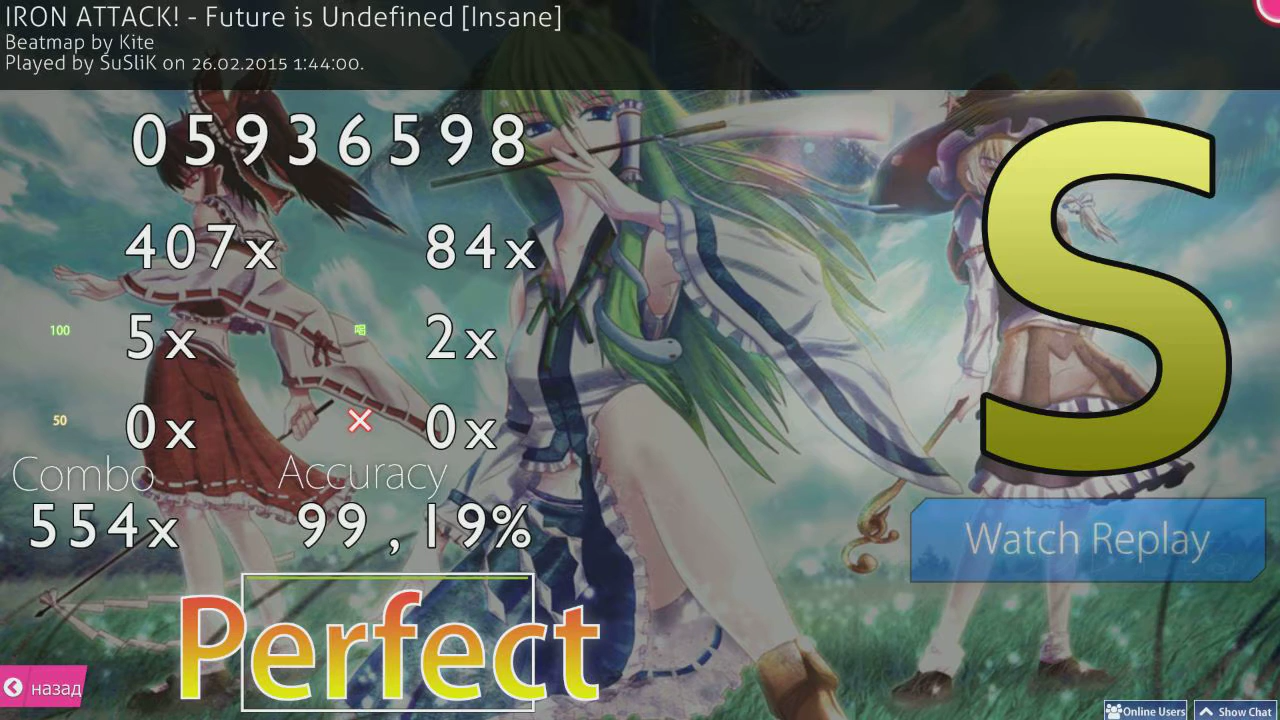 IRON ATTACK! - Future is Undefined [Insane]
Beatmap by Kite
Played by SuSliK on 26.02.2015 1:44:00.
05936598
407x 84x
100 5x 喝 2x
50 0x 0x
Combo Accuracy
554x 99,19%
S
Watch Replay
Perfect
назад
Online Users Show Chat